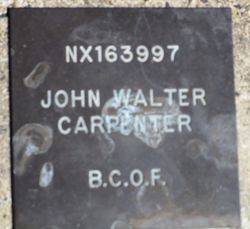 NX163997
JOHN WALTER
CARPENTER
B.C.O.F.